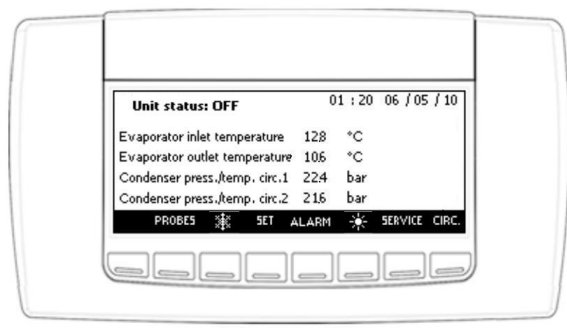 Unit status: OFF 01 : 20 06 / 05 / 10
Evaporator inlet temperature 12.8 °C
Evaporator outlet temperature 10.6 °C
Condenser press./temp. circ.1 22.4 bar
Condenser press./temp. circ.2 21.6 bar
PROBES SET ALARM SERVICE CIRC.